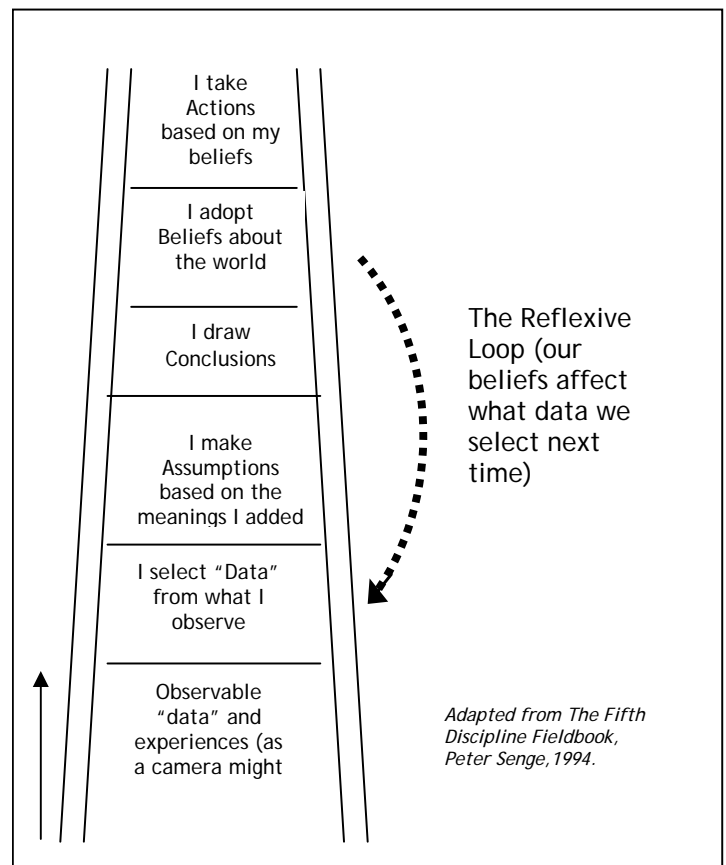 I take
Actions
based on my
beliefs
I adopt
Beliefs about
the world
I draw
Conclusions
I make
Assumptions
based on the
meanings I added
I select “Data”
from what I
observe
Observable
“data” and
experiences (as
a camera might
The Reflexive
Loop (our
beliefs affect
what data we
select next
time)
Adapted from The Fifth
Discipline Fieldbook,
Peter Senge,1994.